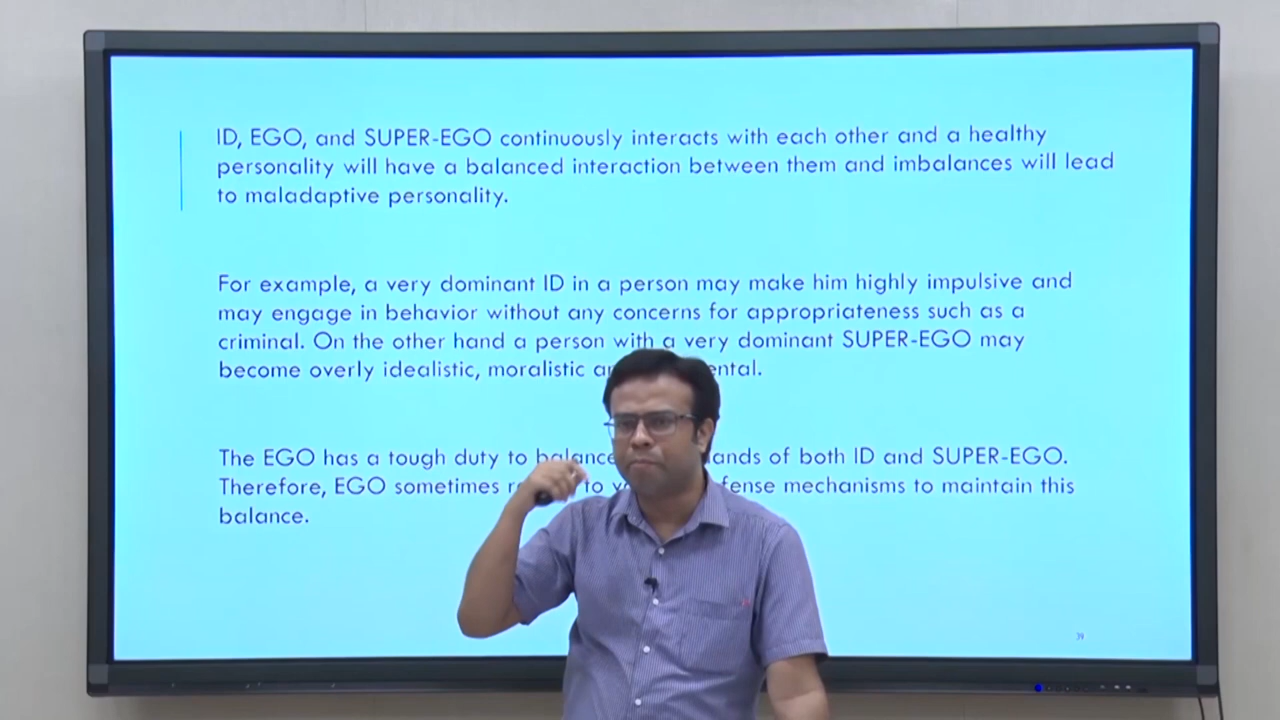 ID, EGO, and SUPER-EGO continuously interacts with each other and a healthy
personality will have a balanced interaction between them and imbalances will lead
to maladaptive personality.
For example, a very dominant ID in a person may make him highly impulsive and
may engage in behavior without any concerns for appropriateness such as a
criminal. On the other hand a person with a very dominant SUPER-EGO may
become overly idealistic, moralistic
The EGO has a tough duty to balance of both ID and SUPER-EGO.
Therefore, EGO sometimes to mechanisms to maintain this
balance.
39